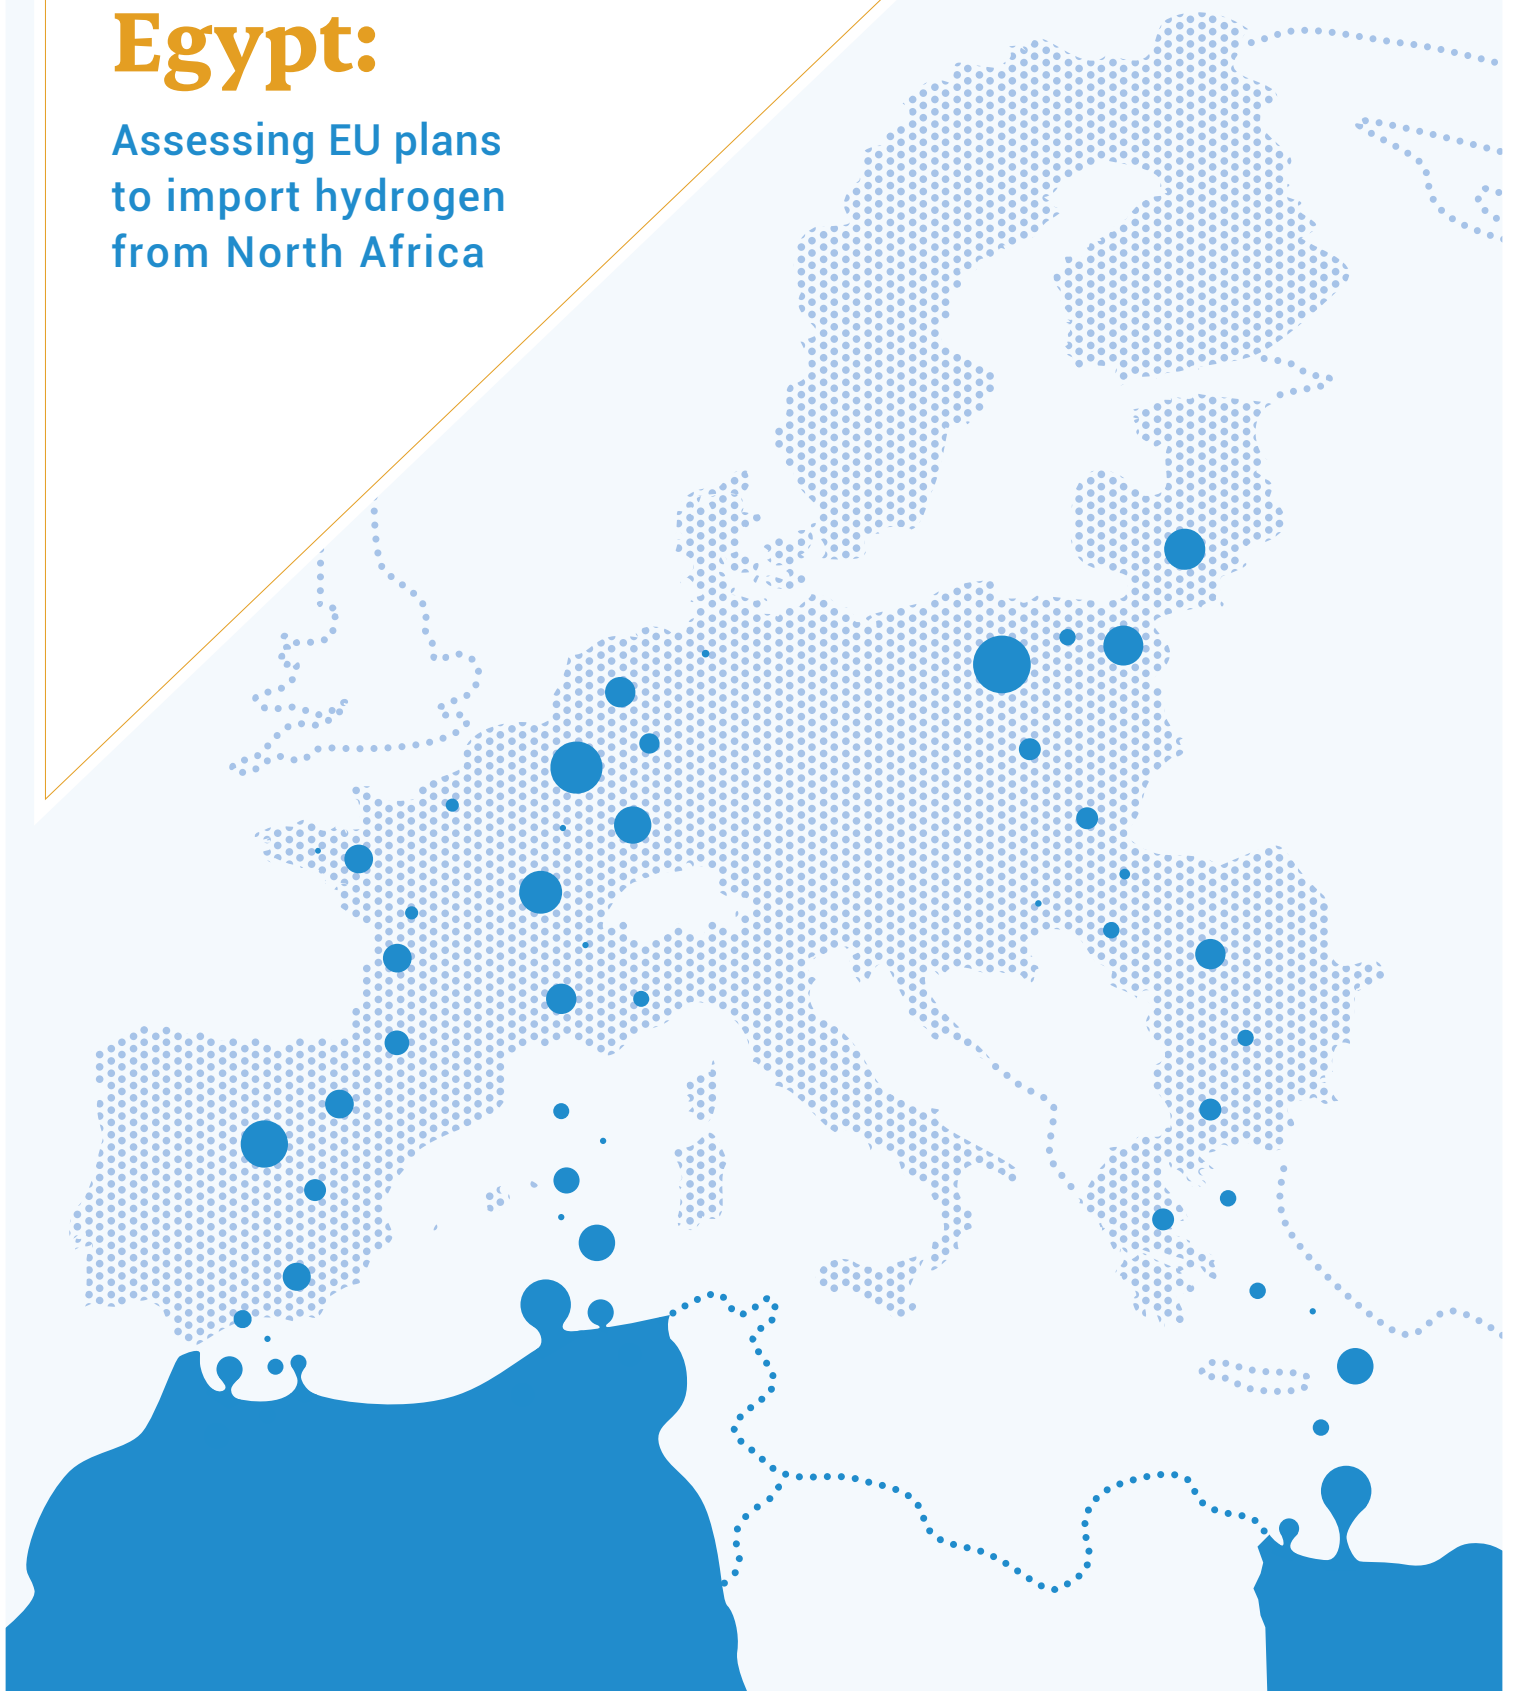 Egypt:
Assessing EU plans
to import hydrogen
from North Africa